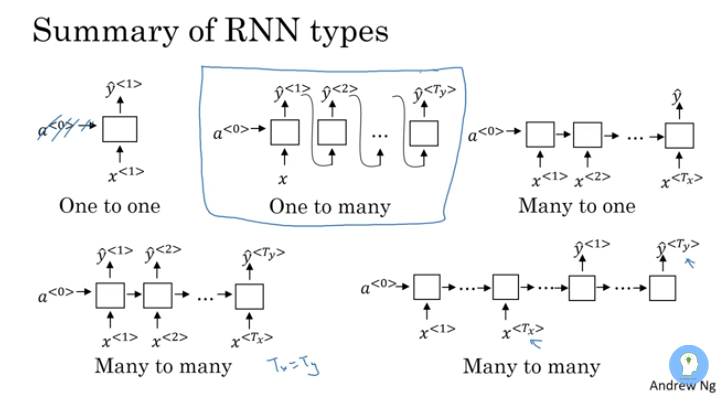 Summary of RNN types
ŷ<1>
a<0>
x<1>
One to one
ŷ<1> ŷ<2> ŷ<Ty>
a<0> ...
x
One to many
ŷ
a<0> ...
x<1> x<2> x<Tx>
Many to one
ŷ<1> ŷ<2> ŷ<Ty>
a<0> ...
x<1> x<2> x<Tx>
Many to many
Tx=Ty
ŷ<1> ŷ<Ty>
a<0> ... ... ...
x<1> x<Tx>
Many to many
Andrew Ng